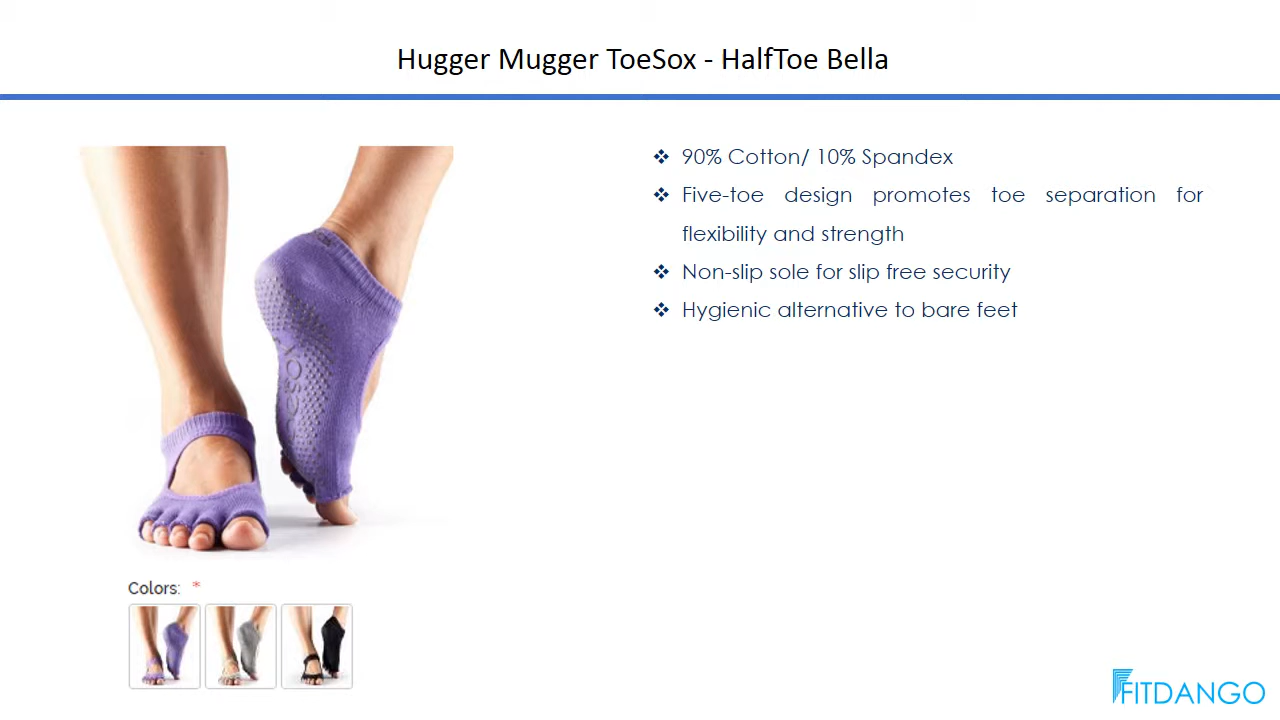 Hugger Mugger ToeSox - HalfToe Bella
❖ 90% Cotton/ 10% Spandex
❖ Five-toe design promotes toe separation for
flexibility and strength
❖ Non-slip sole for slip free security
❖ Hygienic alternative to bare feet
Colors: *
FITDANGO